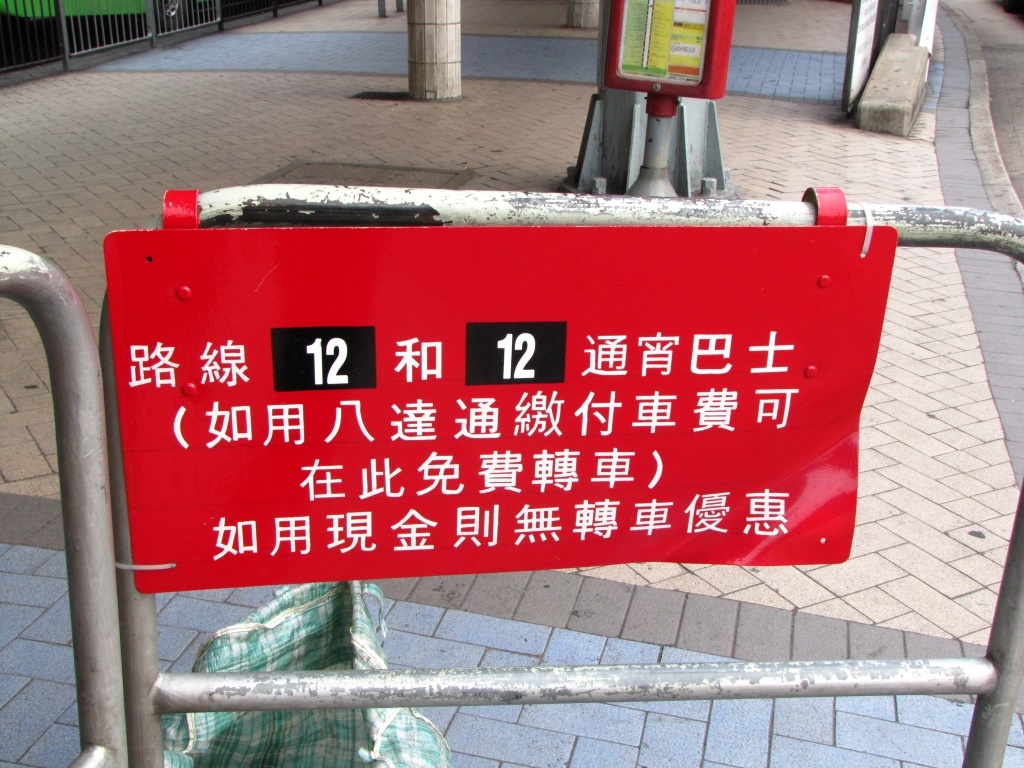 路線 12 和 12 通宵巴士
(如用八達通繳付車費可
在此免費轉車)
如用現金則無轉車優惠